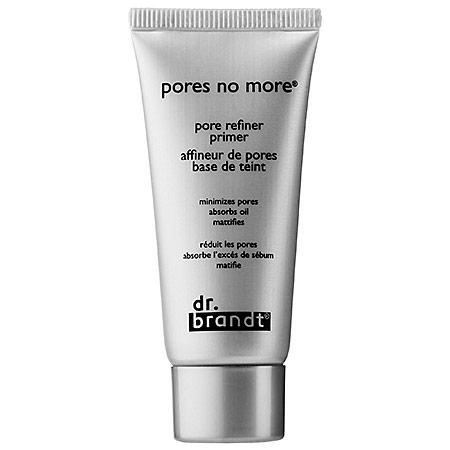 pores no more®
pore refiner
primer
affineur de pores
base de teint
minimizes pores
absorbs oil
mattifies
réduit les pores
absorbe l'excés de sébum
matifie
dr.
brandt®